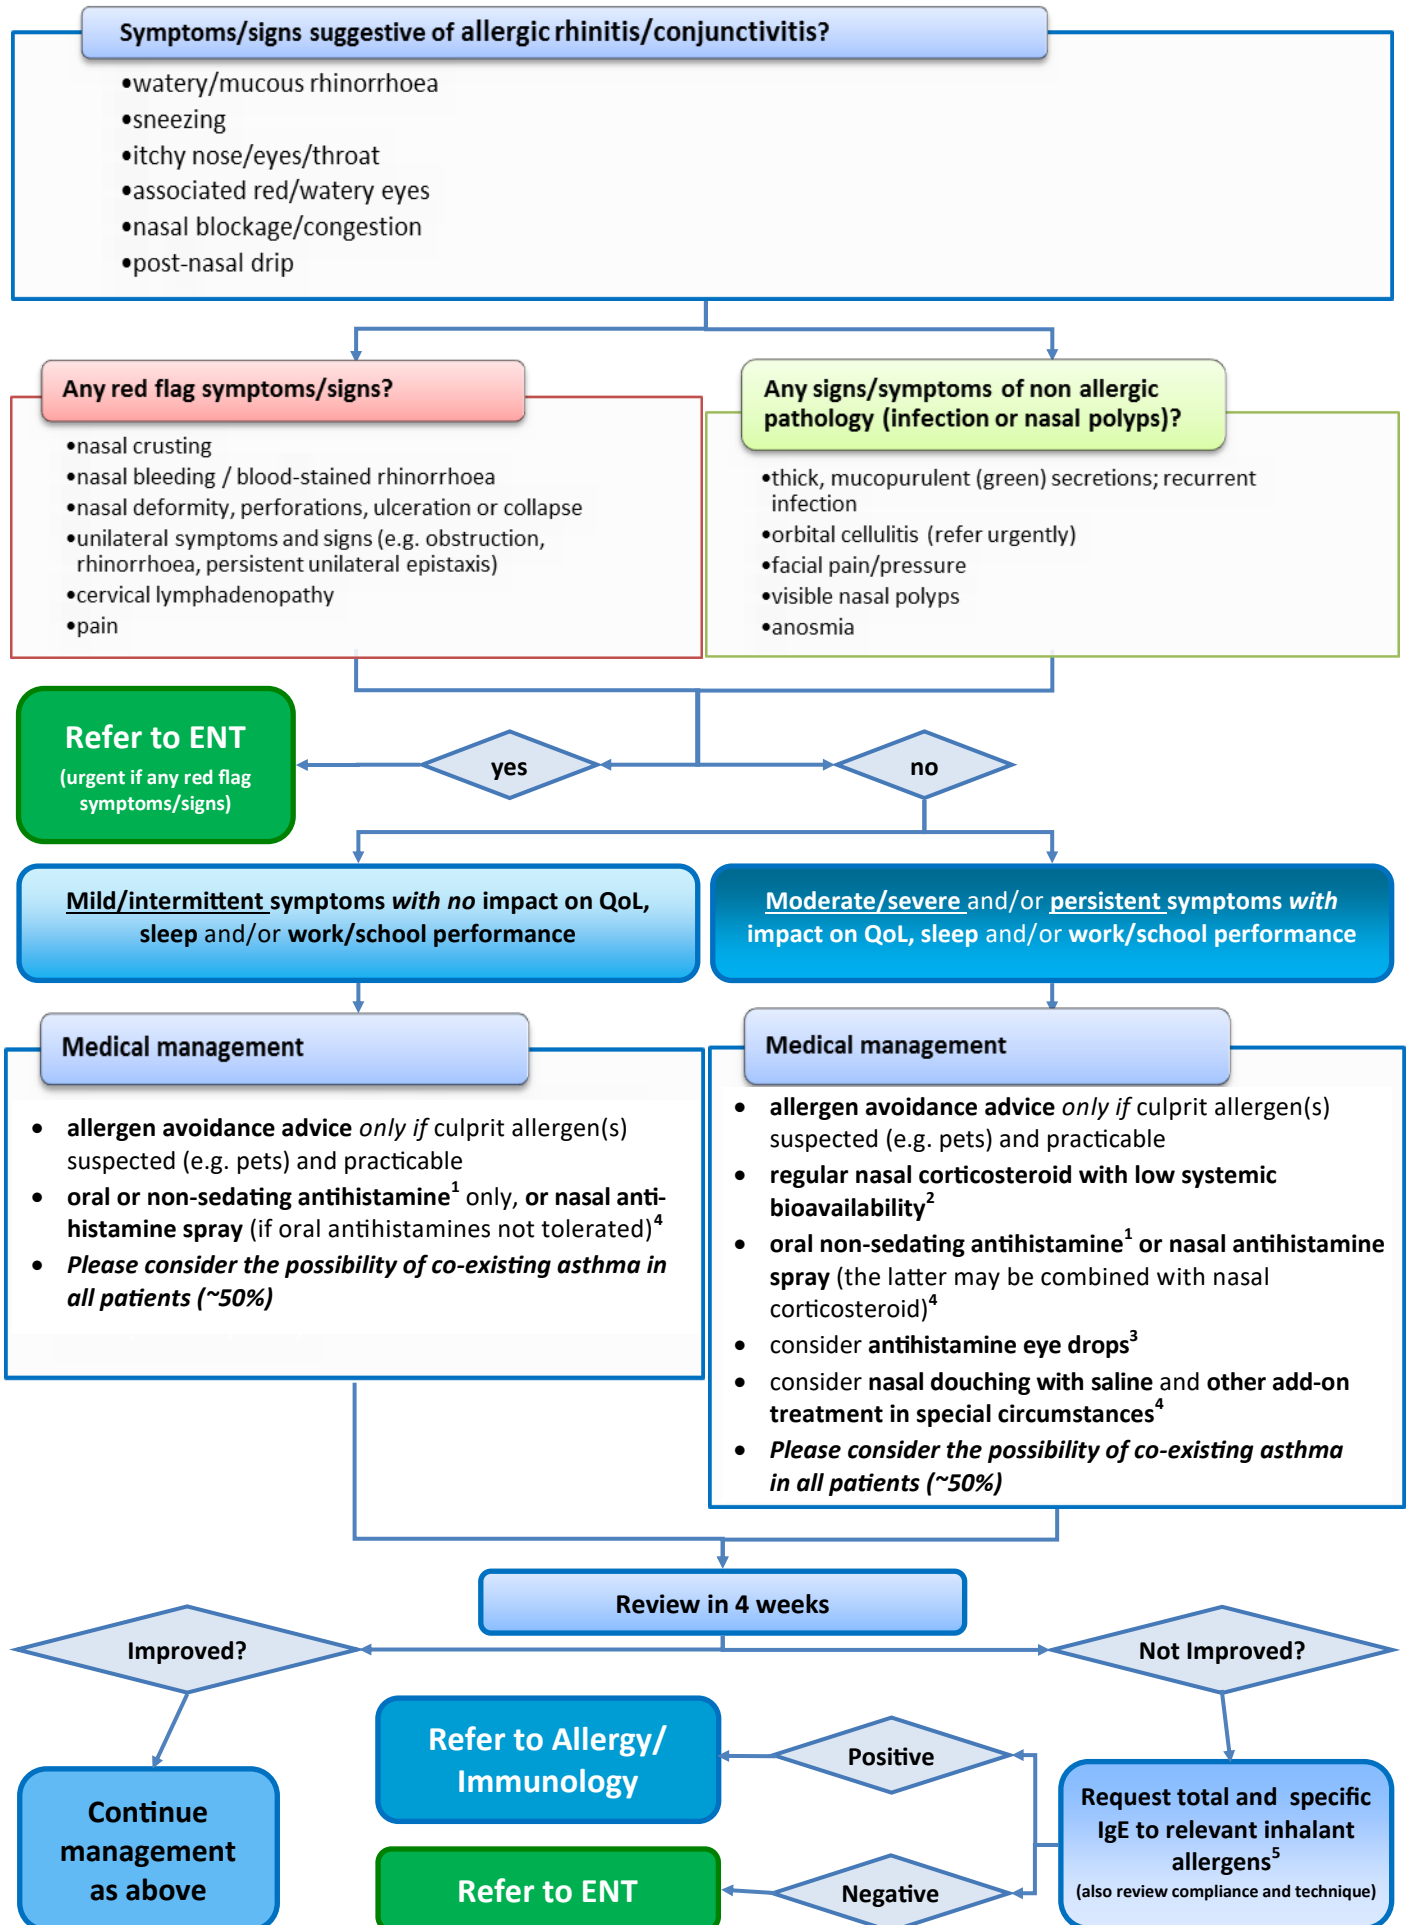 Symptoms/signs suggestive of allergic rhinitis/conjunctivitis?
•watery/mucous rhinorrhoea
•sneezing
•itchy nose/eyes/throat
•associated red/watery eyes
•nasal blockage/congestion
•post-nasal drip
Any red flag symptoms/signs?
•nasal crusting
•nasal bleeding / blood-stained rhinorrhoea
•nasal deformity, perforations, ulceration or collapse
•unilateral symptoms and signs (e.g. obstruction,
rhinorrhoea, persistent unilateral epistaxis)
•cervical lymphadenopathy
•pain
Any signs/symptoms of non allergic
pathology (infection or nasal polyps)?
•thick, mucopurulent (green) secretions; recurrent
infection
•orbital cellulitis (refer urgently)
•facial pain/pressure
•visible nasal polyps
•anosmia
Refer to ENT
(urgent if any red flag
symptoms/signs)
yes
no
Mild/intermittent symptoms with no impact on QoL,
sleep and/or work/school performance
Moderate/severe and/or persistent symptoms with
impact on QoL, sleep and/or work/school performance
Medical management
• allergen avoidance advice only if culprit allergen(s)
suspected (e.g. pets) and practicable
• oral or non-sedating antihistamine¹ only, or nasal anti-
histamine spray (if oral antihistamines not tolerated)⁴
• Please consider the possibility of co-existing asthma in
all patients (~50%)
Medical management
• allergen avoidance advice only if culprit allergen(s)
suspected (e.g. pets) and practicable
• regular nasal corticosteroid with low systemic
bioavailability²
• oral non-sedating antihistamine¹ or nasal antihistamine
spray (the latter may be combined with nasal
corticosteroid)⁴
• consider antihistamine eye drops³
• consider nasal douching with saline and other add-on
treatment in special circumstances⁴
• Please consider the possibility of co-existing asthma
in all patients (~50%)
Review in 4 weeks
Improved?
Not Improved?
Continue
management
as above
Refer to Allergy/
Immunology
Positive
Request total and specific
IgE to relevant inhalant
allergens⁵
(also review compliance and technique)
Refer to ENT
Negative